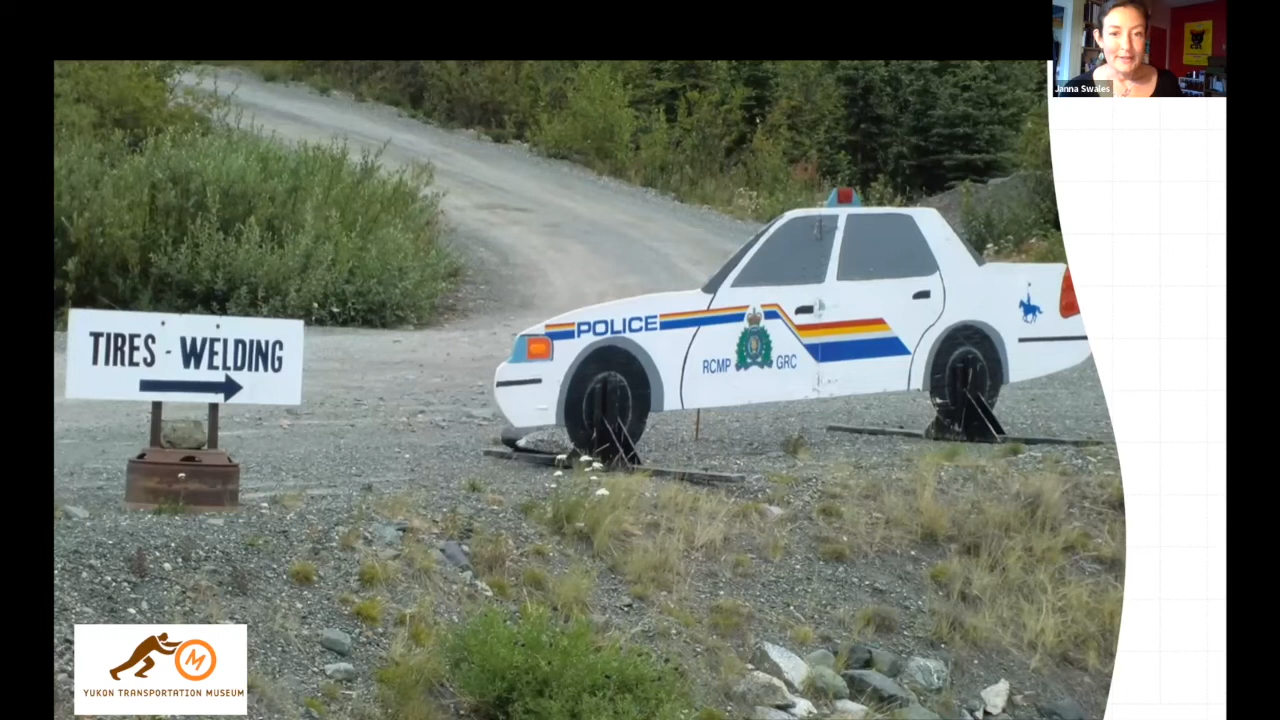 Janna Swales
TIRES - WELDING
POLICE
RCMP GRC
M
YUKON TRANSPORTATION MUSEUM